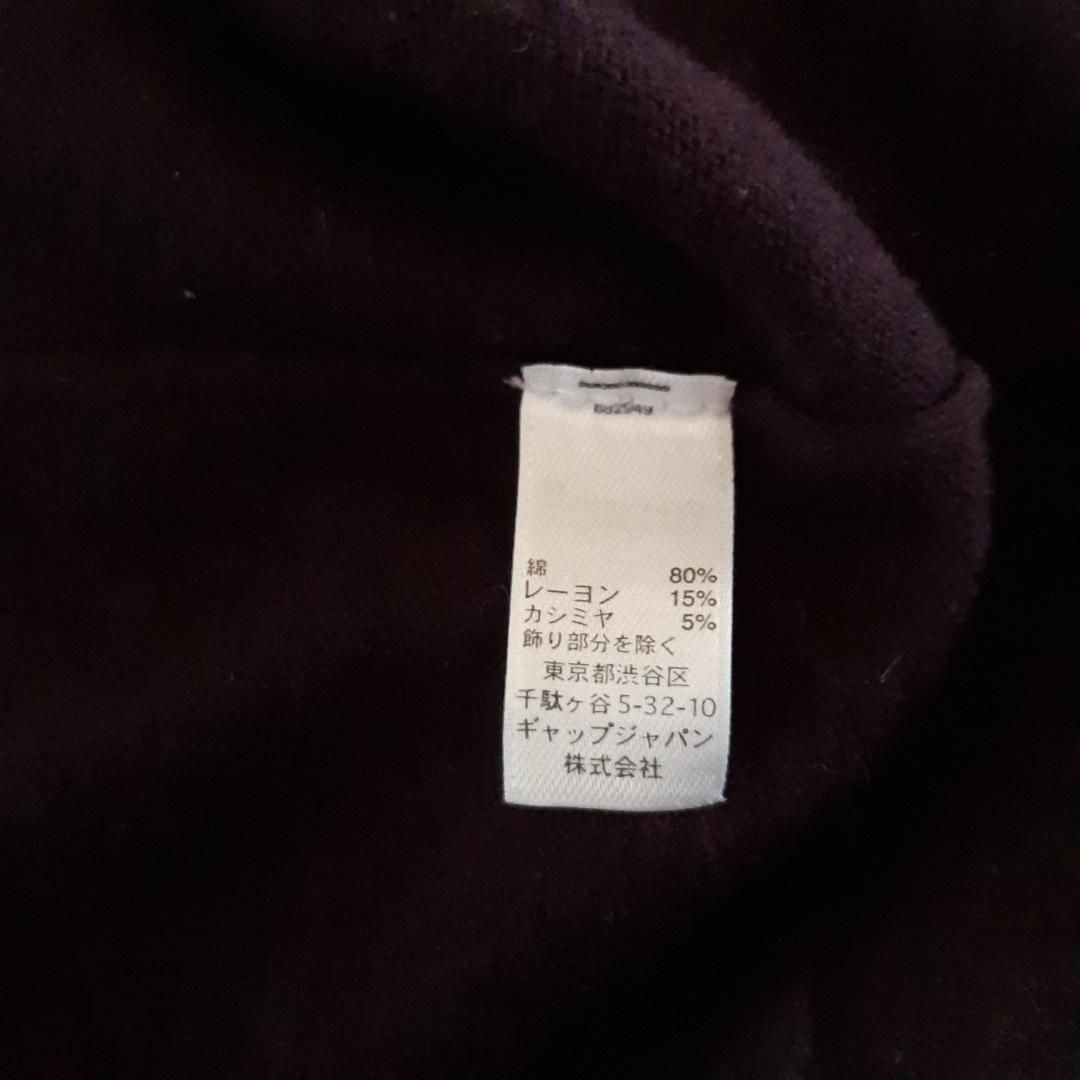 682949
綿 80%
レーヨン 15%
カシミヤ 5%
飾り部分を除く
東京都渋谷区
千駄ヶ谷5-32-10
ギャップジャパン
株式会社